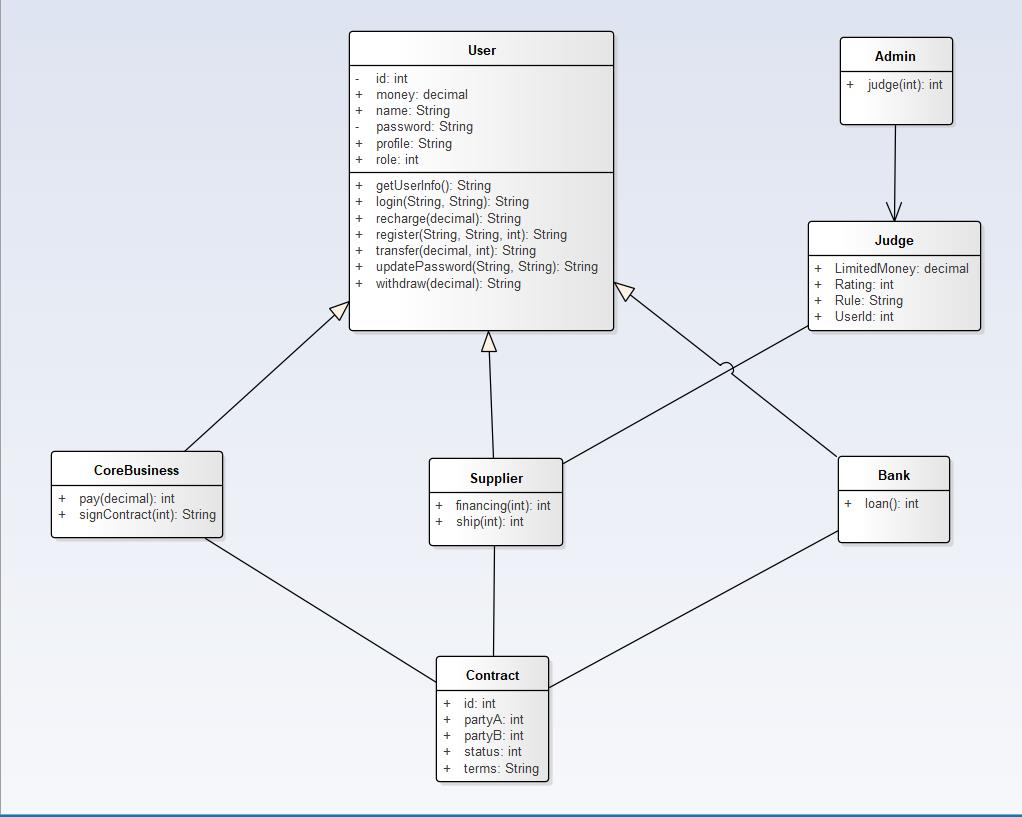 User
- id: int
+ money: decimal
+ name: String
- password: String
+ profile: String
+ role: int
+ getUserInfo(): String
+ login(String, String): String
+ recharge(decimal): String
+ register(String, String, int): String
+ transfer(decimal, int): String
+ updatePassword(String, String): String
+ withdraw(decimal): String
Admin
+ judge(int): int
Judge
+ LimitedMoney: decimal
+ Rating: int
+ Rule: String
+ UserId: int
CoreBusiness
+ pay(decimal): int
+ signContract(int): String
Supplier
+ financing(int): int
+ ship(int): int
Bank
+ loan(): int
Contract
+ id: int
+ partyA: int
+ partyB: int
+ status: int
+ terms: String